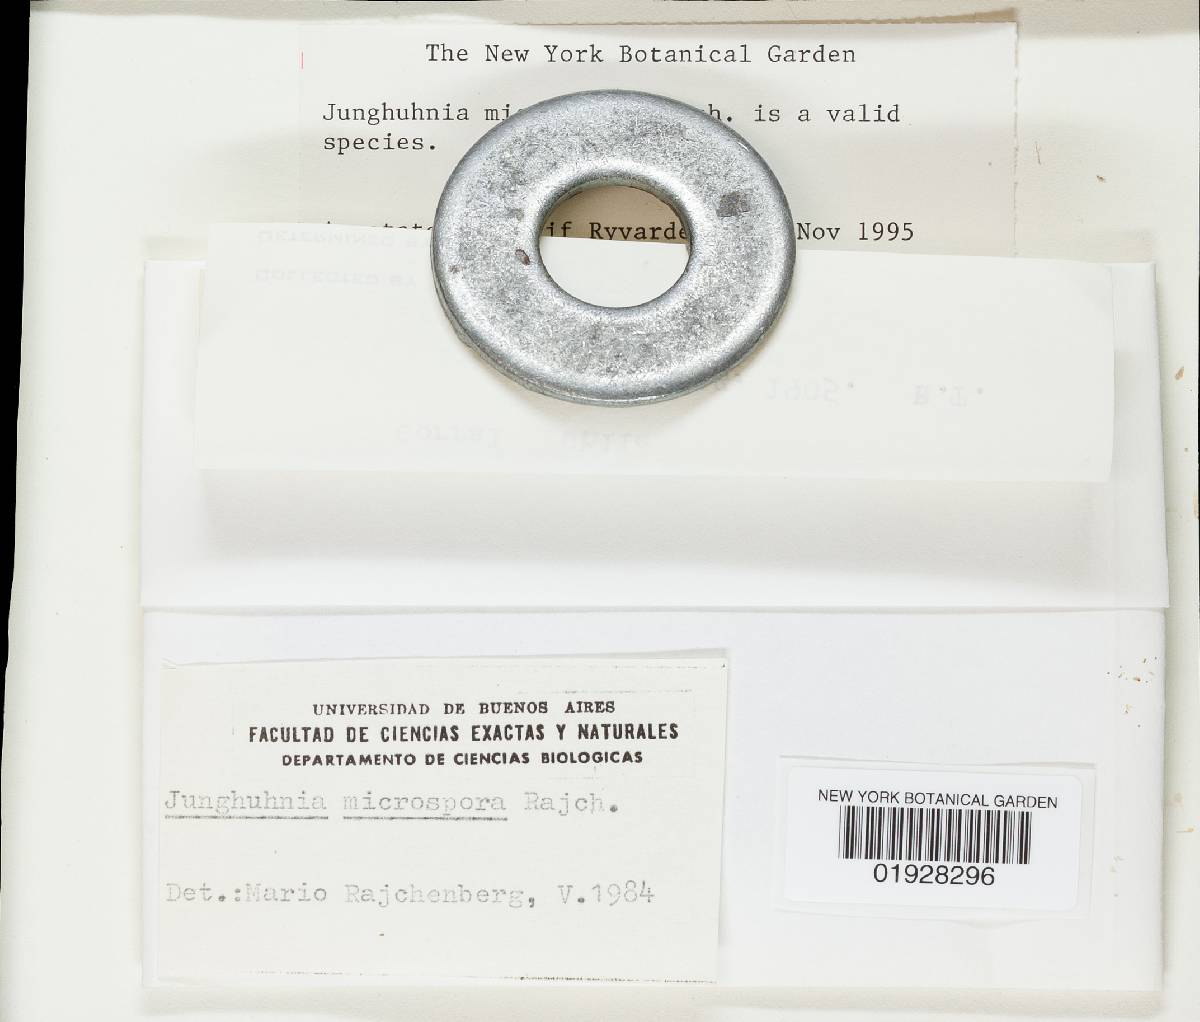 The New York Botanical Garden
Junghuhnia h. is a valid
species.
if Nov 1995
UNIVERSIDAD DE BUENOS AIRES
FACULTAD DE CIENCIAS EXACTAS Y NATURALES
DEPARTAMENTO DE CIENCIAS BIOLOGICAS
Junghuhnia microspora Rajch.
Det.:Mario Rajchenberg, V.1984
NEW YORK BOTANICAL GARDEN
01928296